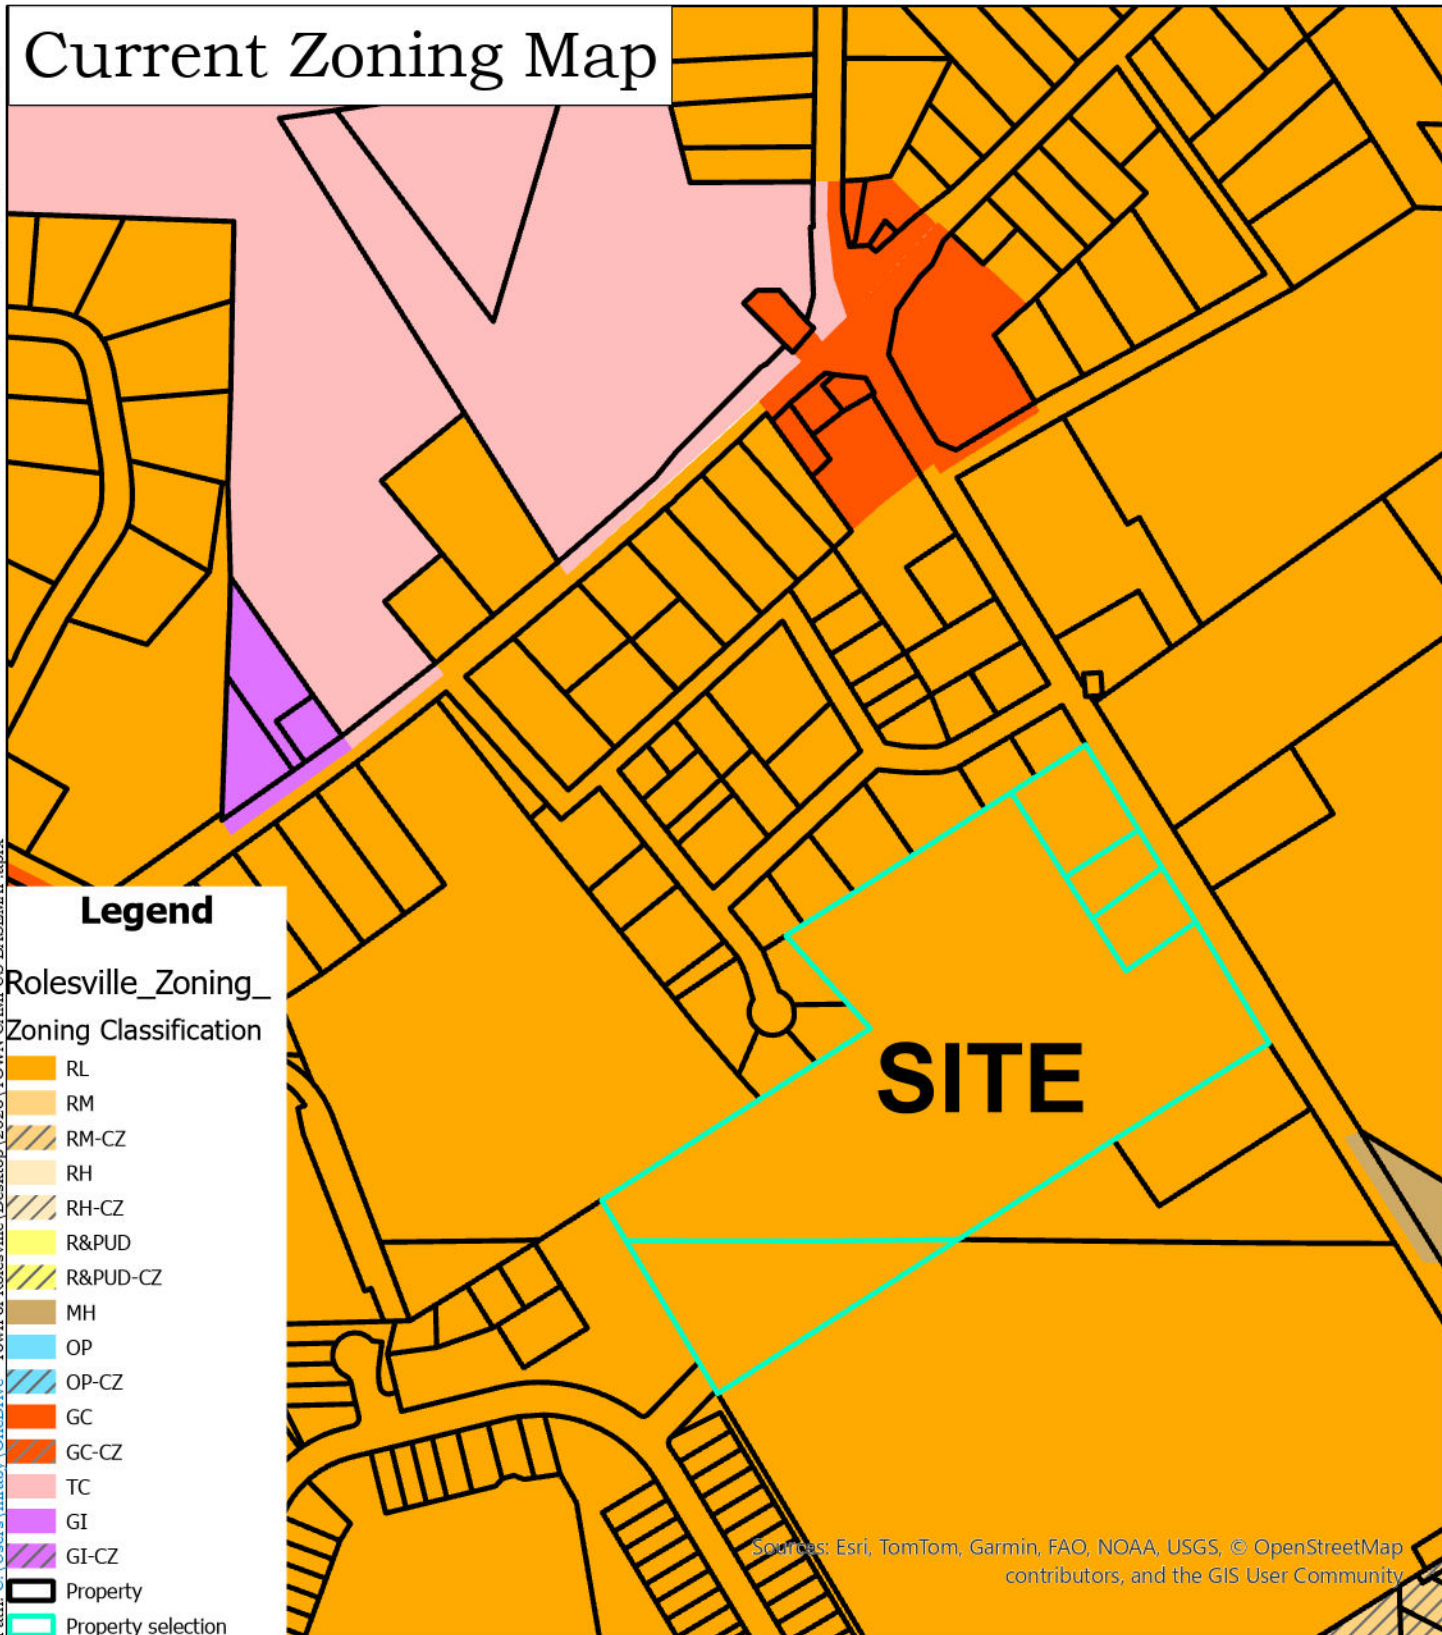 Current Zoning Map
SITE
Legend
Rolesville_Zoning_
Zoning Classification
RL
RM
RM-CZ
RH
RH-CZ
R&PUD
R&PUD-CZ
MH
OP
OP-CZ
GC
GC-CZ
TC
GI
GI-CZ
Property
Property selection
Sources: Esri, TomTom, Garmin, FAO, NOAA, USGS, © OpenStreetMap
contributors, and the GIS User Community